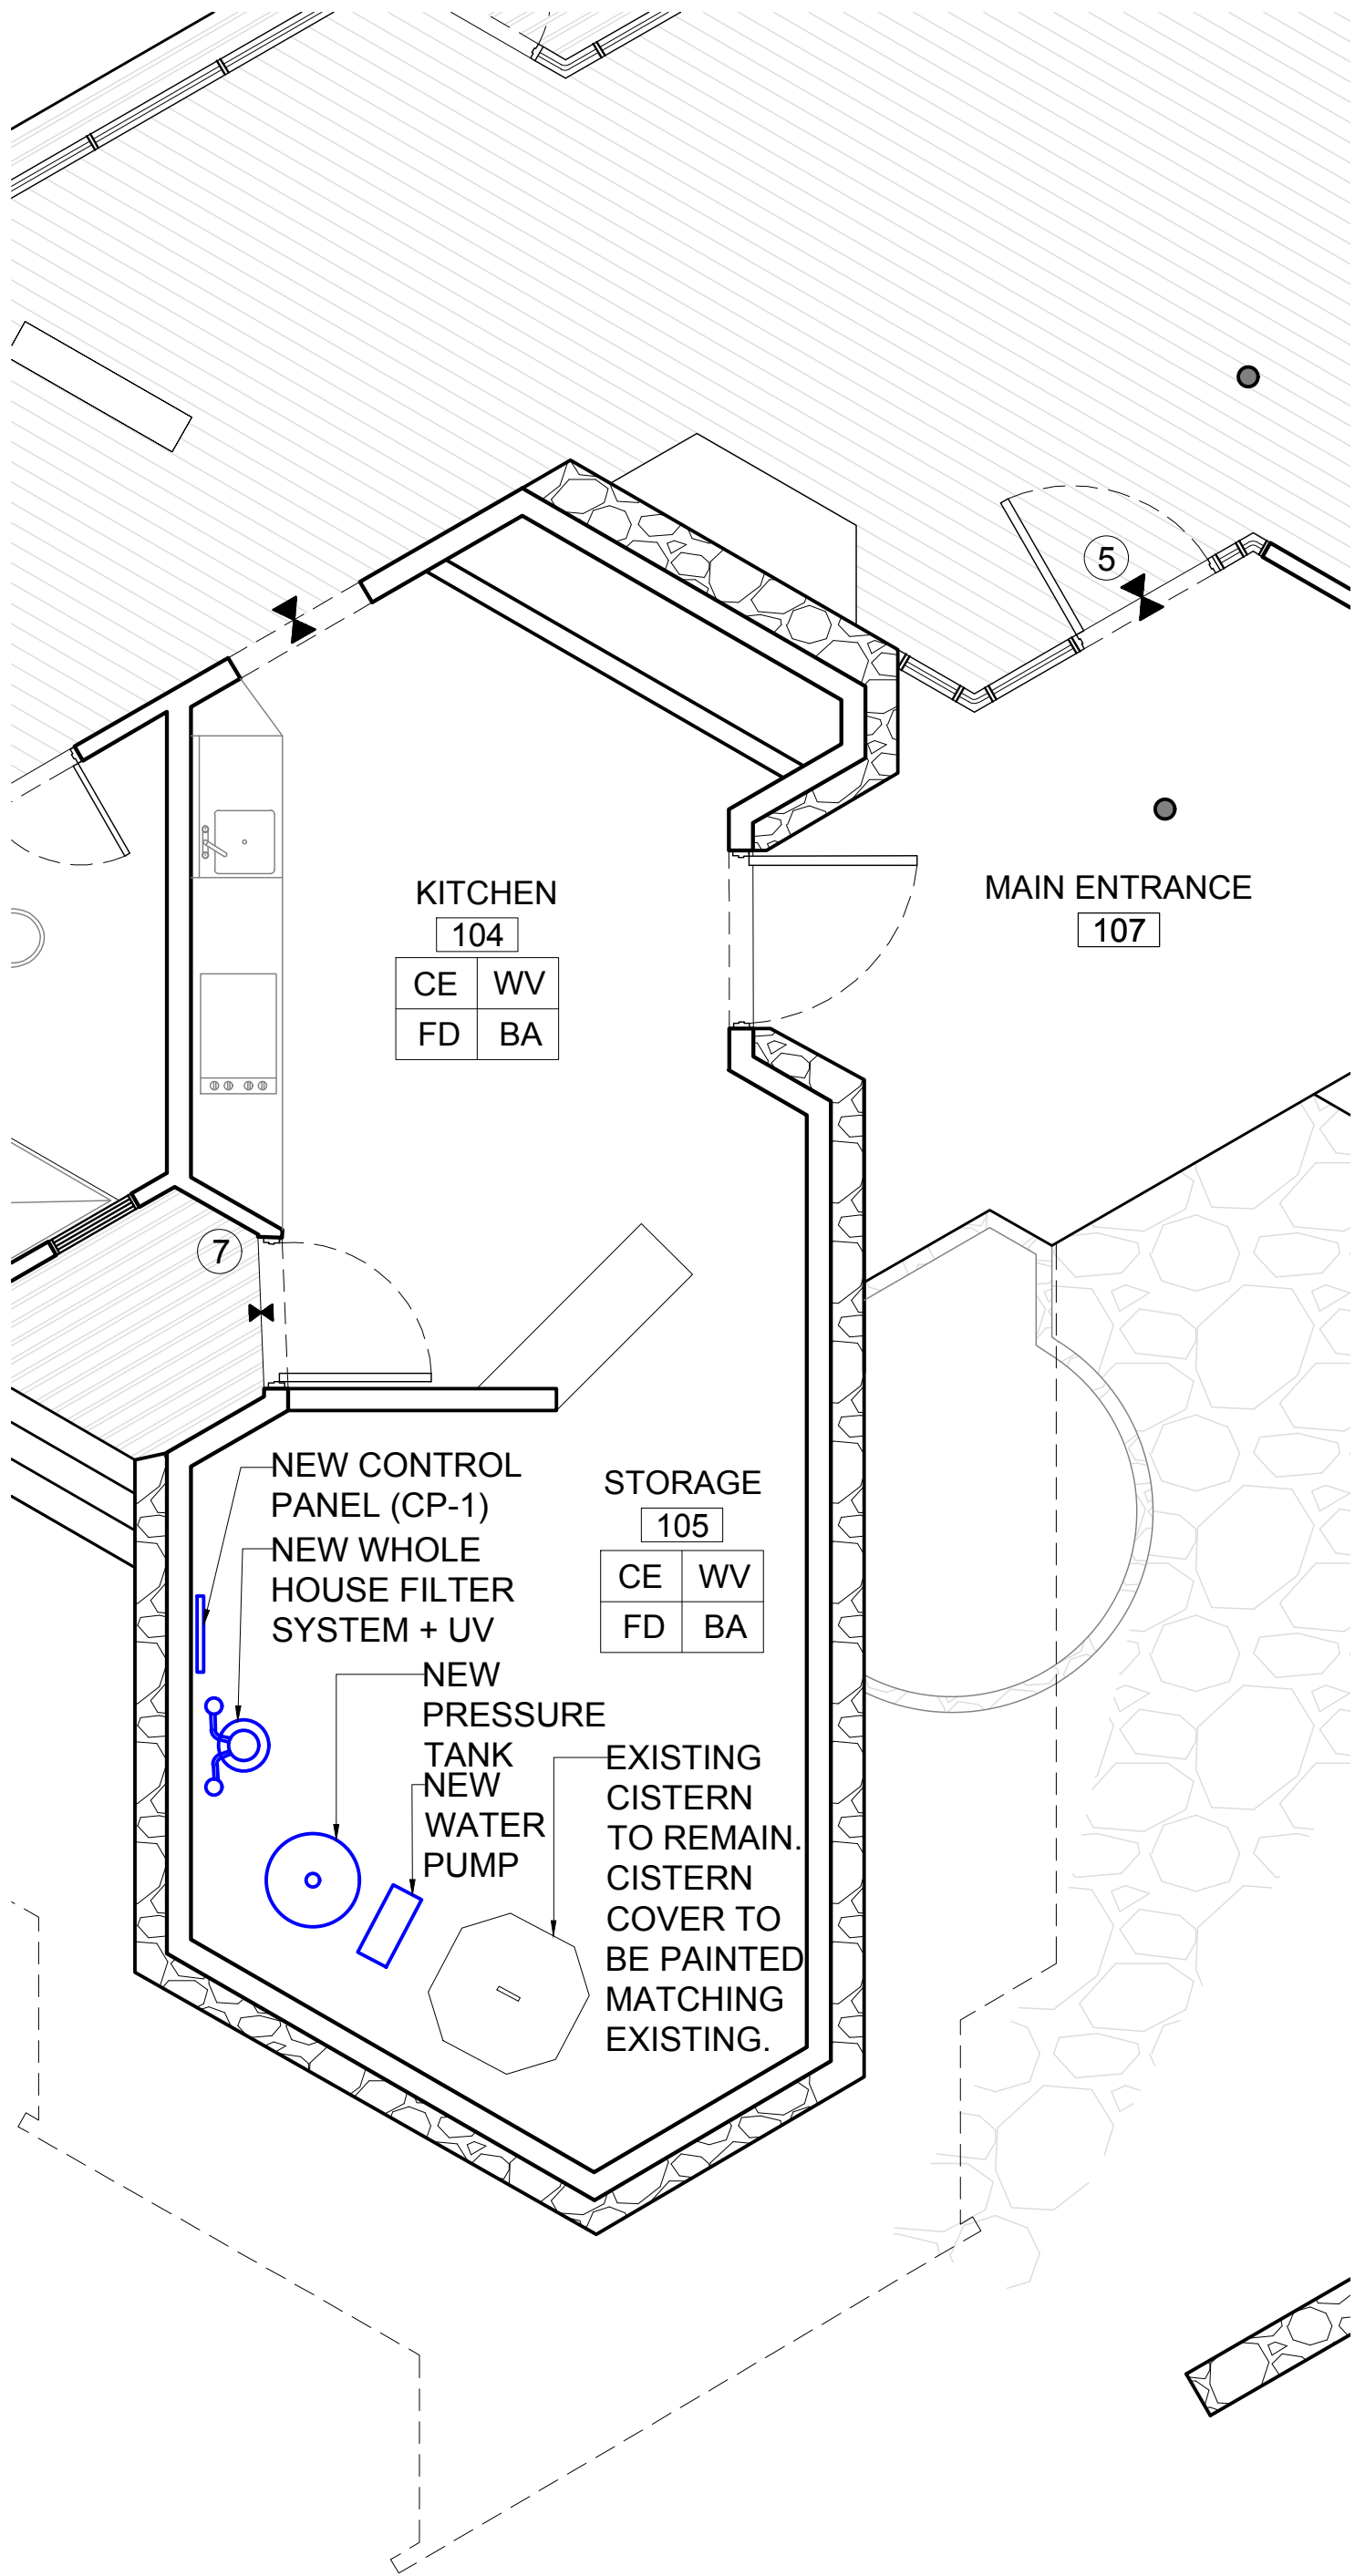 5
KITCHEN
104
CE WV
FD BA
MAIN ENTRANCE
107
7
NEW CONTROL
PANEL (CP-1)
NEW WHOLE
HOUSE FILTER
SYSTEM + UV
STORAGE
105
CE WV
FD BA
NEW
PRESSURE
TANK
NEW
WATER
PUMP
EXISTING
CISTERN
TO REMAIN.
CISTERN
COVER TO
BE PAINTED
MATCHING
EXISTING.